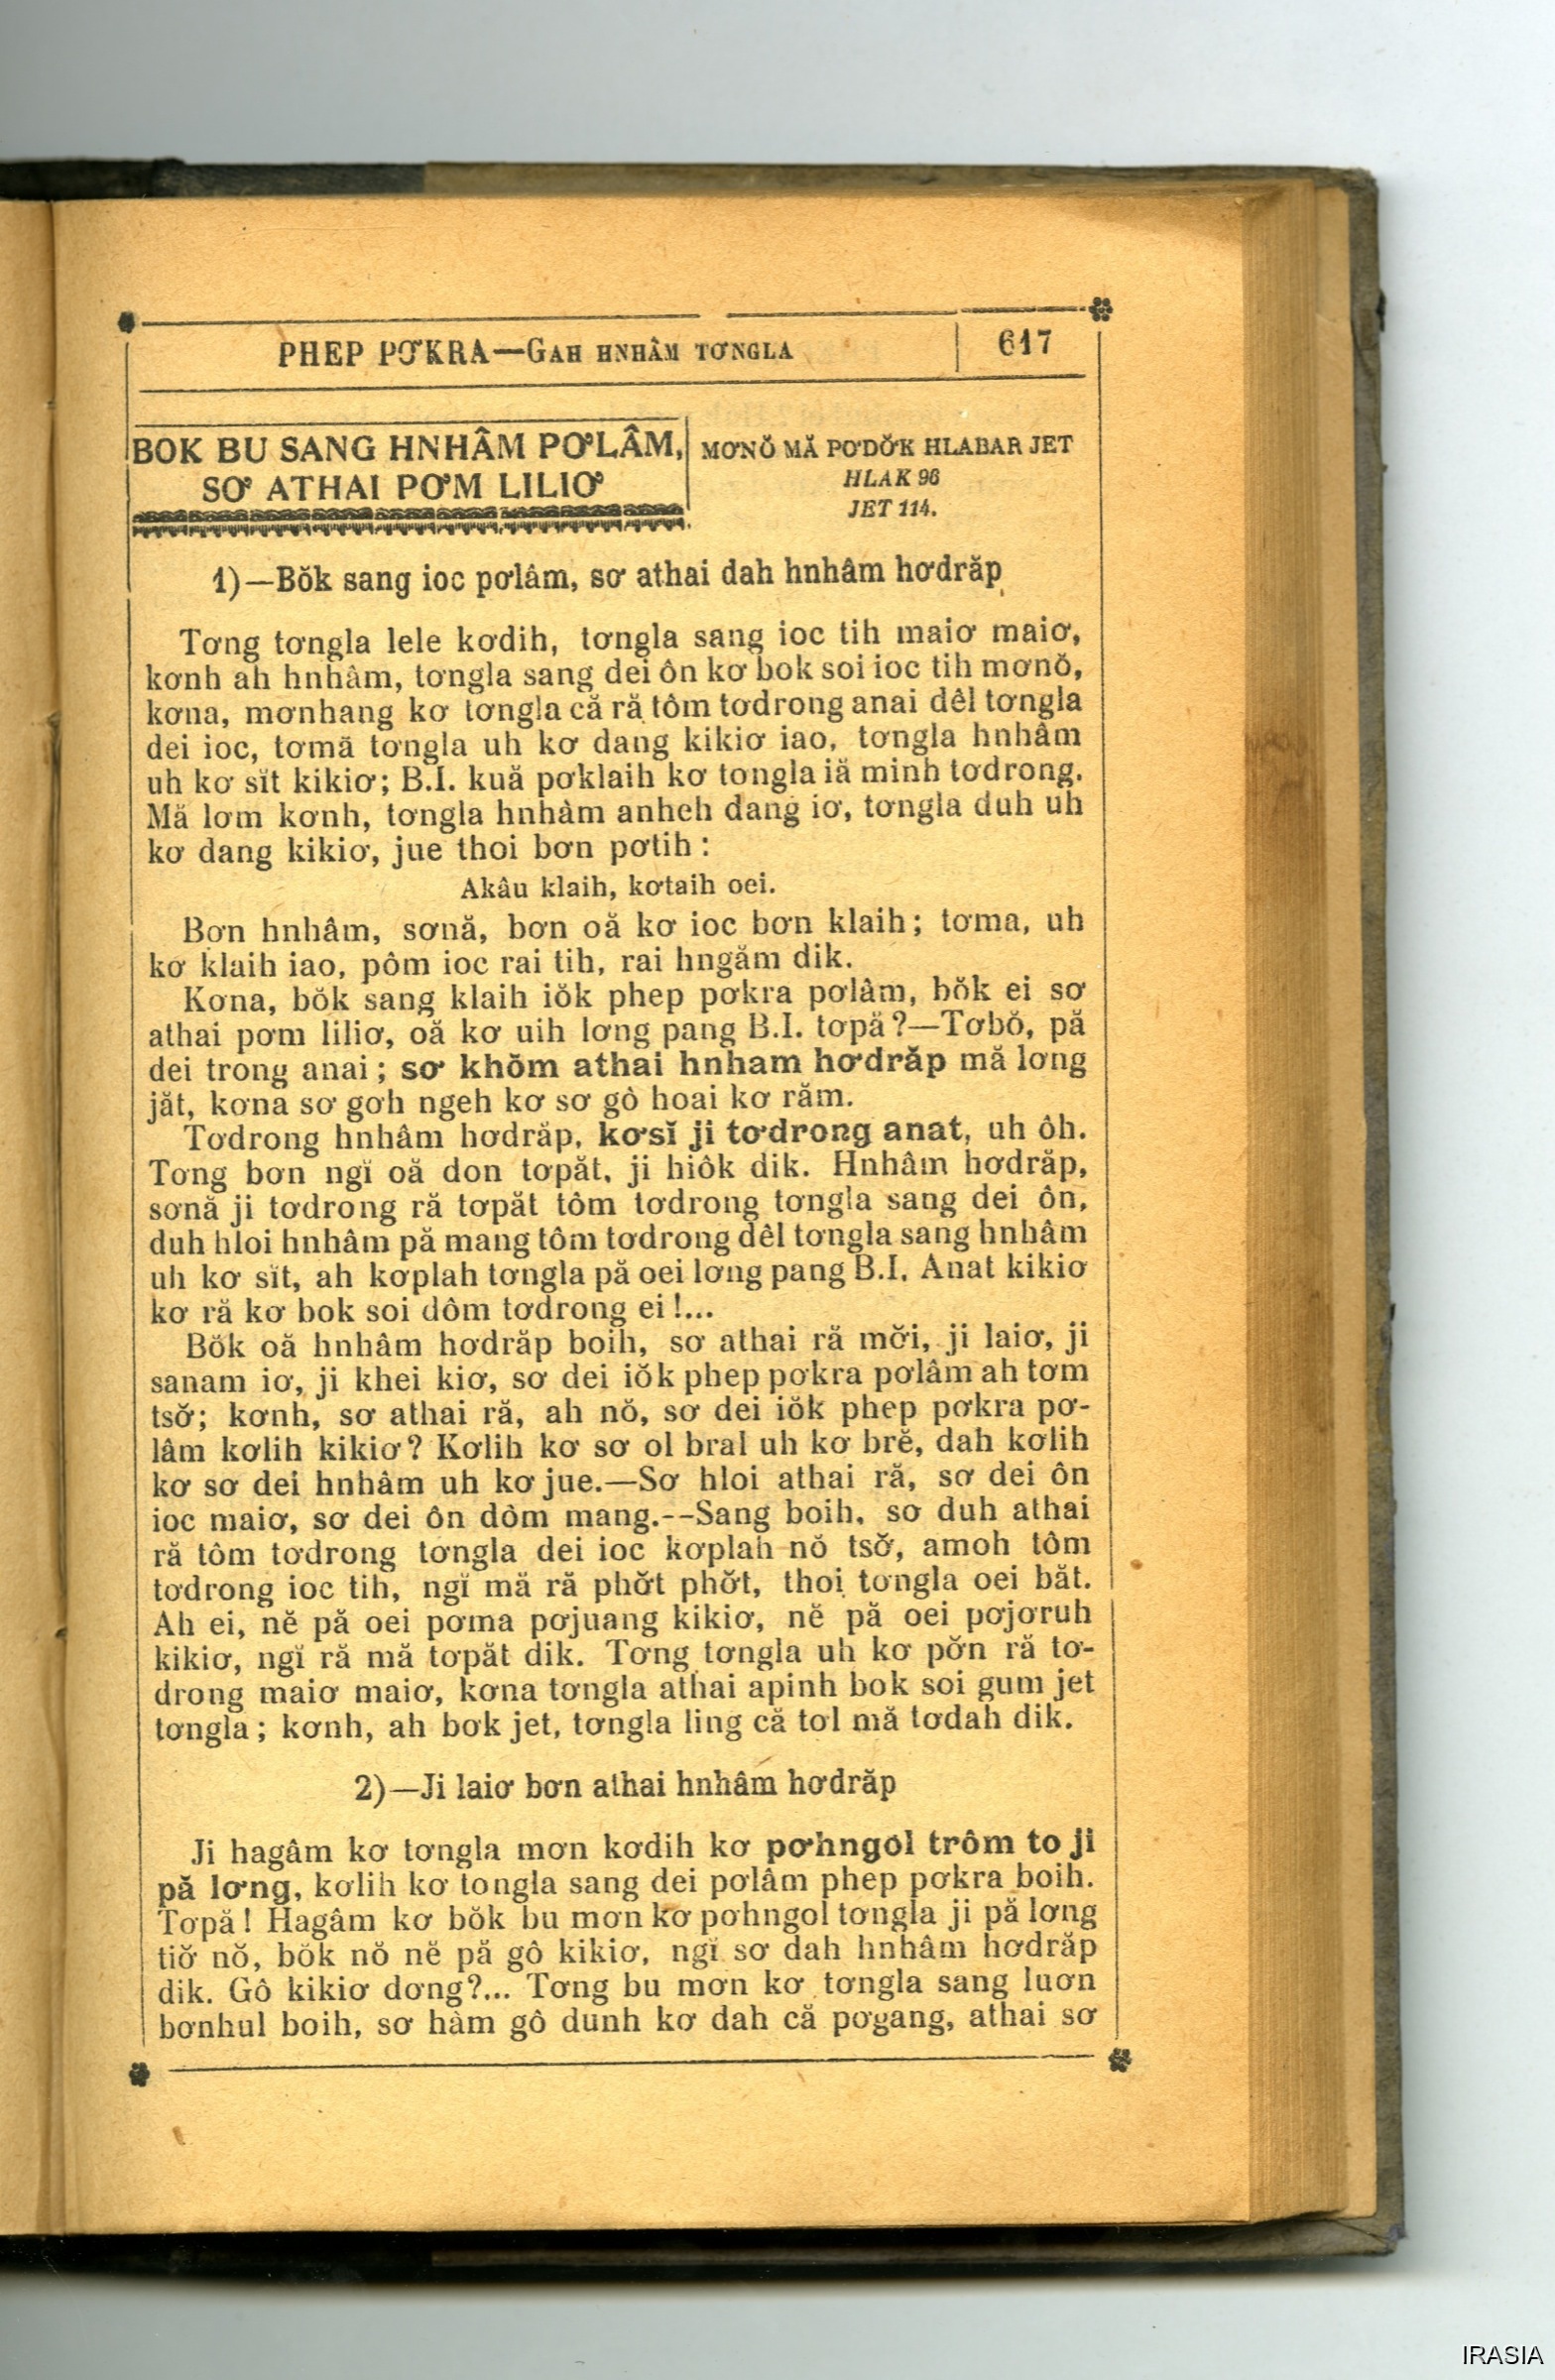 PHEP PƠKRA—GAH HNHÂM TƠNGLA 617
BOK BU SANG HNHÂM PƠLÂM,
SƠ ATHAI PƠM LILIƠ
MƠNŎ MĂ PƠDƠ̆K HLABAR JET
HLAK 96
JET 114.
1)—Bŏk sang ioc pơlâm, sơ athai dah hnhâm hơdrăp
Tơng tơngla lele kơdih, tơngla sang ioc tih maiơ maiơ,
kơnh ah hnhâm, tơngla sang dei ôn kơ bok soi ioc tih mơnŏ,
kơna, mơnhang kơ tơngla că ră tôm tơdrong anai dêl tơngla
dei ioc, tơmă tơngla uh kơ dang kikiơ iao, tơngla hnhâm
uh kơ sĭt kikiơ; B.I. kuă pơklaih kơ tongla iă minh tơdrong.
Mă lơm kơnh, tơngla hnhâm anheh dang iơ, tơngla duh uh
kơ dang kikiơ, jue thoi bơn pơtih :
Akâu klaih, kơtaih oei.
Bơn hnhâm, sơnă, bơn oă kơ ioc bơn klaih; tơma, uh
kơ klaih iao, pôm ioc rai tih, rai hngăm dik.
Kơna, bŏk sang klaih iŏk phep pơkra pơlâm, bŏk ei sơ
athai pơm liliơ, oă kơ uih lơng pang B.I. tơpă?—Tơbŏ, pă
dei trong anai; sơ khŏm athai hnham hơdrăp mă lơng
jăt, kơna sơ gơh ngeh kơ sơ gô hoai kơ răm.
Tơdrong hnhâm hơdrăp, kơsĭ ji tơdrong anat, uh ôh.
Tơng bơn ngĭ oă don tơpăt, ji hiôk dik. Hnhâm hơdrăp,
sơnă ji tơdrong ră tơpăt tôm tơdrong tơngla sang dei ôn,
duh hloi hnhâm pă mang tôm tơdrong dêl tơngla sang hnhâm
uh kơ sĭt, ah kơplah tơngla pă oei lơng pang B.I. Anat kikiơ
kơ ră kơ bok soi dôm tơdrong ei !...
Bŏk oă hnhâm hơdrăp boih, sơ athai ră mơ̆i, ji laiơ, ji
sanam iơ, ji khei kiơ, sơ dei iŏk phep pơkra pơlâm ah tơm
tsơ̆; kơnh, sơ athai ră, ah nŏ, sơ dei iŏk phep pơkra pơ-
lâm kơlih kikiơ? Kơlih kơ sơ ol bral uh kơ brĕ, dah kơlih
kơ sơ dei hnhâm uh kơ jue.—Sơ hloi athai ră, sơ dei ôn
ioc maiơ, sơ dei ôn dôm mang.--Sang boih, sơ duh athai
ră tôm tơdrong tơngla dei ioc kơplah nŏ tsơ̆, amoh tôm
tơdrong ioc tih, ngĭ mă ră phơ̆t phơ̆t, thoi tơngla oei băt.
Ah ei, nĕ pă oei pơma pơjuang kikiơ, nĕ pă oei pơjơruh
kikiơ, ngĭ ră mă tơpăt dik. Tơng tơngla uh kơ pơ̆n ră tơ-
drong maiơ maiơ, kơna tơngla athai apinh bok soi gum jet
tơngla; kơnh, ah bơk jet, tơngla ling că tơl mă tơdah dik.
2)—Ji laiơ bơn athai hnhâm hơdrăp
Ji hagâm kơ tơngla mơn kơdih kơ pơhngol trôm to ji
pă lơng, kơlih kơ tongla sang dei pơlâm phep pơkra boih.
Tơpă! Hagâm kơ bŏk bu mơn kơ pơhngol tơngla ji pă lơng
tiơ̆ nŏ, bŏk nŏ nĕ pă gô kikiơ, ngĭ sơ dah hnhâm hơdrăp
dik. Gô kikiơ dơng?... Tơng bu mơn kơ tơngla sang luơn
bơnhul boih, sơ hàm gô dunh kơ dah că pơgang, athai sơ
IRASIA